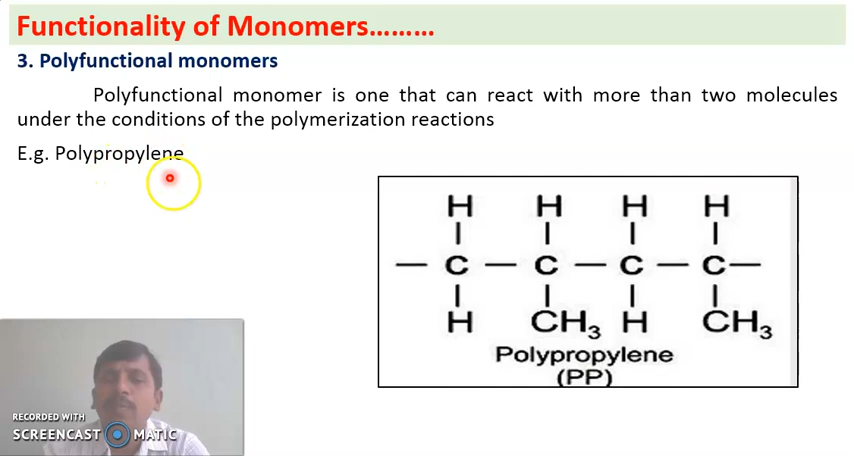 Functionality of Monomers………
3. Polyfunctional monomers
Polyfunctional monomer is one that can react with more than two molecules
under the conditions of the polymerization reactions
E.g. Polypropylene
H H H H
| | | |
— C — C — C — C —
| | | |
H CH₃ H CH₃
Polypropylene
(PP)
RECORDED WITH
SCREENCAST MATIC